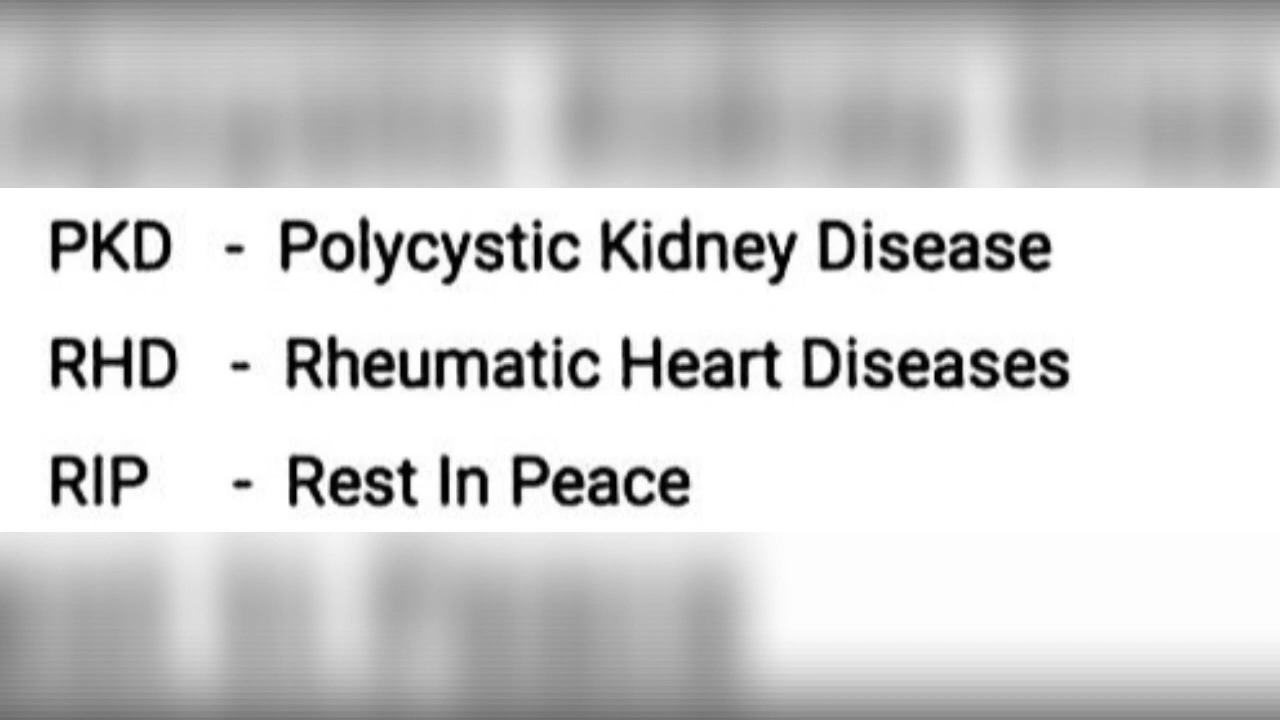 PKD - Polycystic Kidney Disease
RHD - Rheumatic Heart Diseases
RIP - Rest In Peace